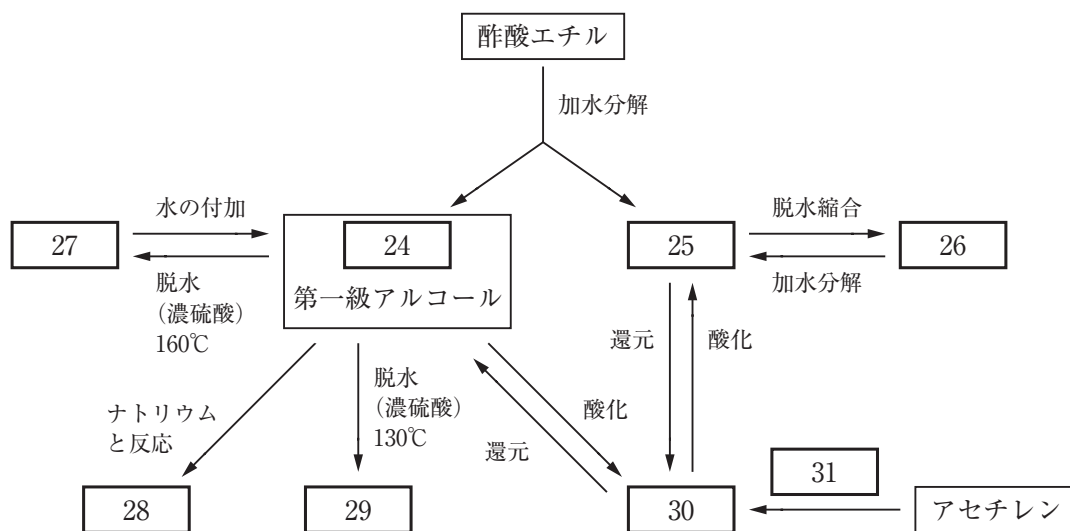 酢酸エチル
加水分解
27
水の付加
脱水
(濃硫酸)
160℃
24
第一級アルコール
25
脱水縮合
加水分解
26
還元
酸化
ナトリウム
と反応
脱水
(濃硫酸)
130℃
酸化
還元
28
29
30
31
アセチレン